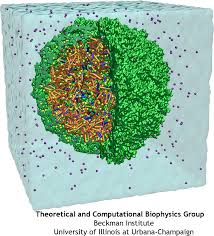 Theoretical and Computational Biophysics Group
Beckman Institute
University of Illinois at Urbana-Champaign